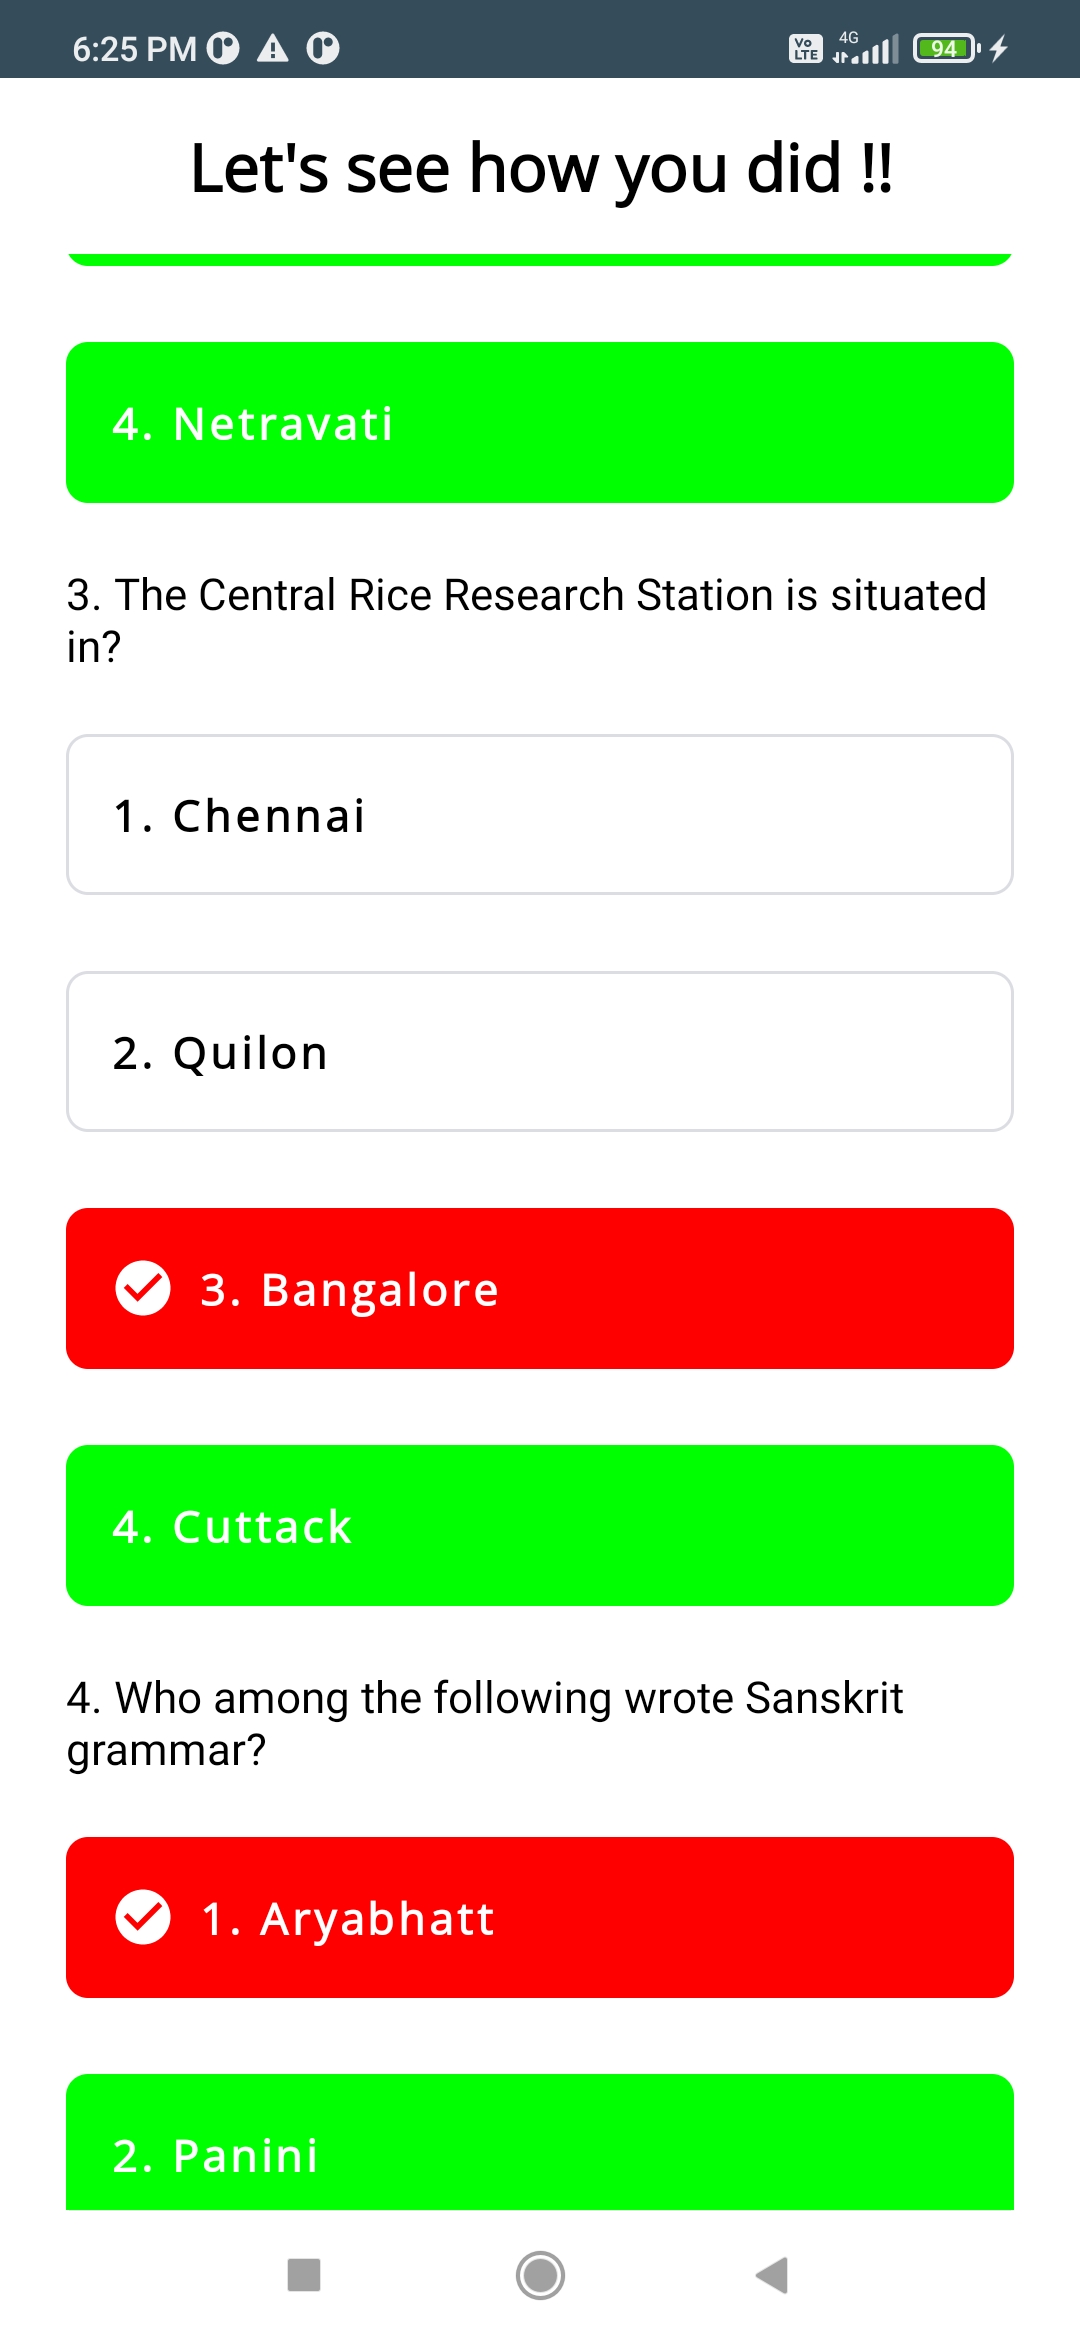 6:25 PM
Vo
LTE
4G
94
Let's see how you did !!
4. Netravati
3. The Central Rice Research Station is situated
in?
1. Chennai
2. Quilon
3. Bangalore
4. Cuttack
4. Who among the following wrote Sanskrit
grammar?
1. Aryabhatt
2. Panini